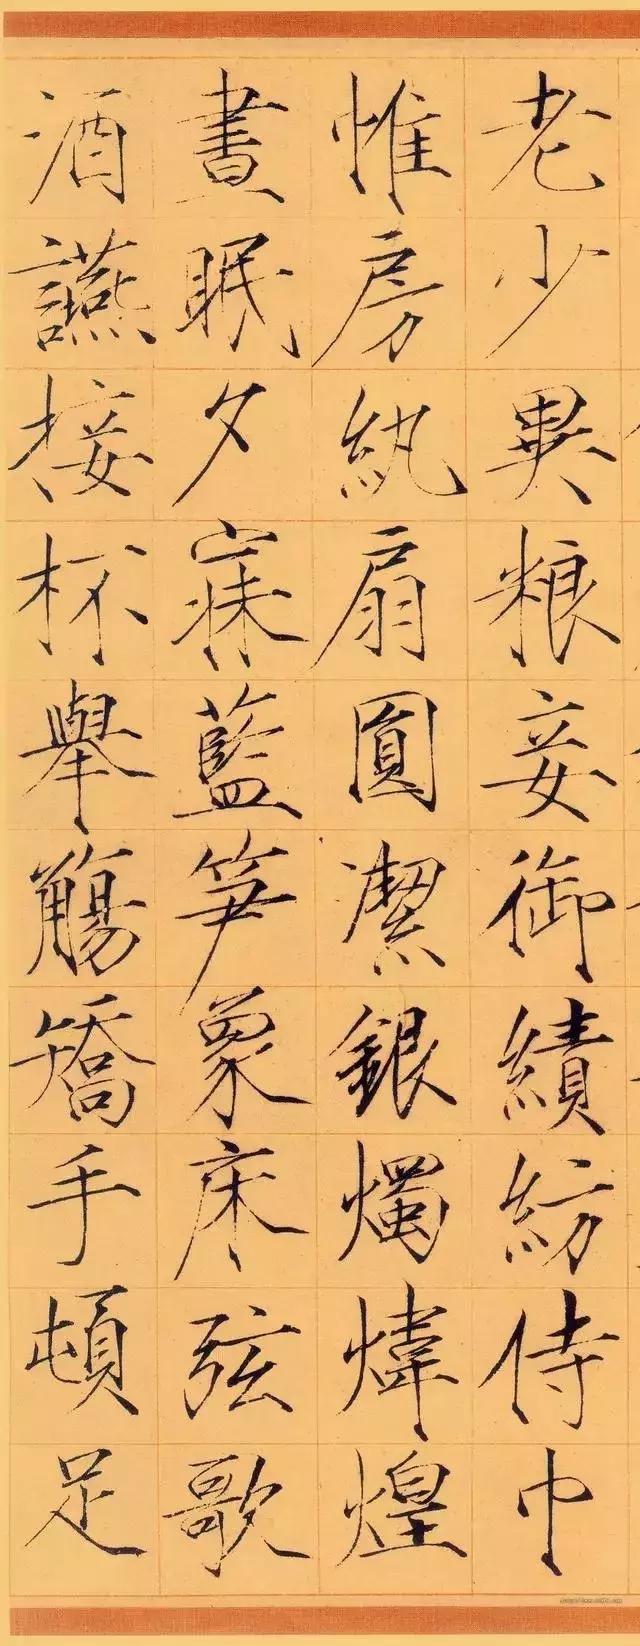 老少異粮妾御績紡侍巾
帷房紈扇圓潔銀燭煒煌
晝眠夕寐藍笋象床弦歌
酒讌接杯舉觴矯手頓足